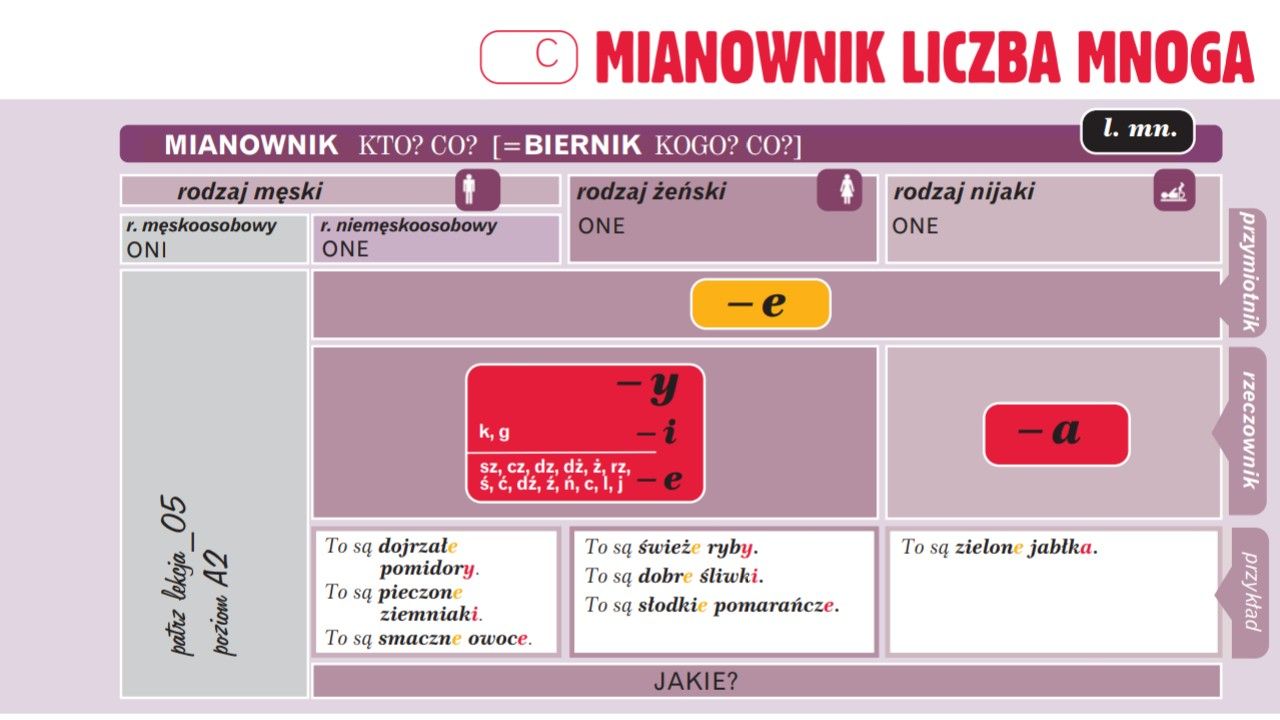 C MIANOWNIK LICZBA MNOGA
l. mn.
MIANOWNIK KTO? CO? [=BIERNIK KOGO? CO?]
rodzaj męski
rodzaj żeński
rodzaj nijaki
r. męskoosobowy
r. niemęskoosobowy
ONI
ONE
ONE
ONE
przymiotnik
– e
rzeczownik
– y
k, g – i
sz, cz, dz, dż, ż, rz,
ś, ć, dź, ź, ń, c, l, j – e
– a
patrz lekcja_05
poziom A2
To są dojrzałe
pomidory.
To są pieczone
ziemniaki.
To są smaczne owoce.
To są świeże ryby.
To są dobre śliwki.
To są słodkie pomarańcze.
To są zielone jabłka.
przykład
JAKIE?